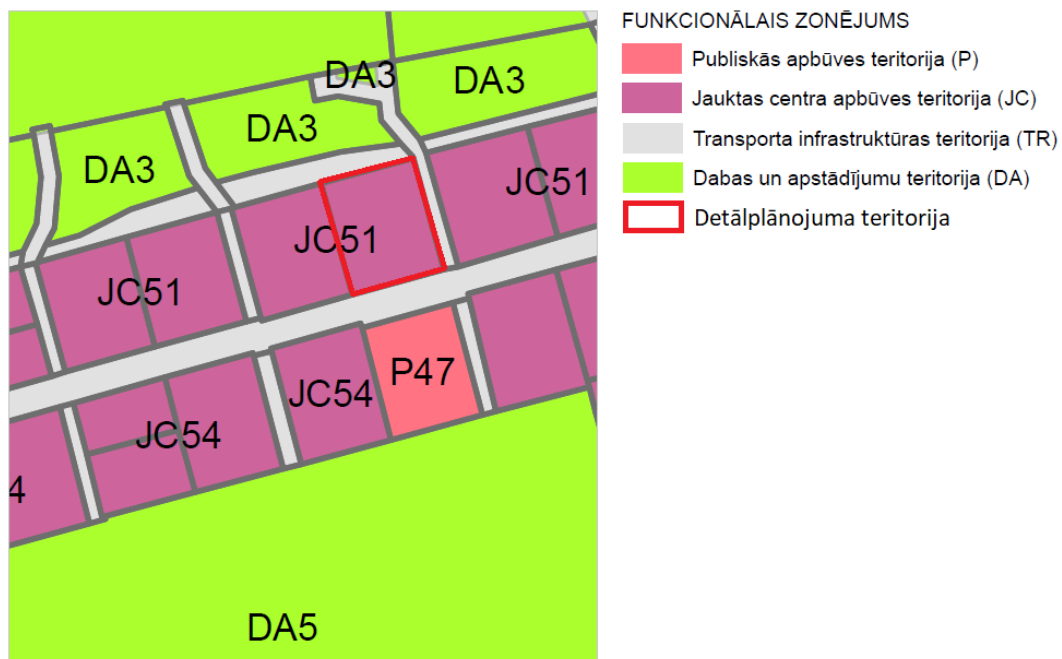 FUNKCIONĀLAIS ZONĒJUMS
Publiskās apbūves teritorija (P)
Jauktas centra apbūves teritorija (JC)
Transporta infrastruktūras teritorija (TR)
Dabas un apstādījumu teritorija (DA)
Detālplānojuma teritorija
DA3
DA3
DA3
DA3
JC51
JC51
JC51
P47
JC54
JC54
4
DA5